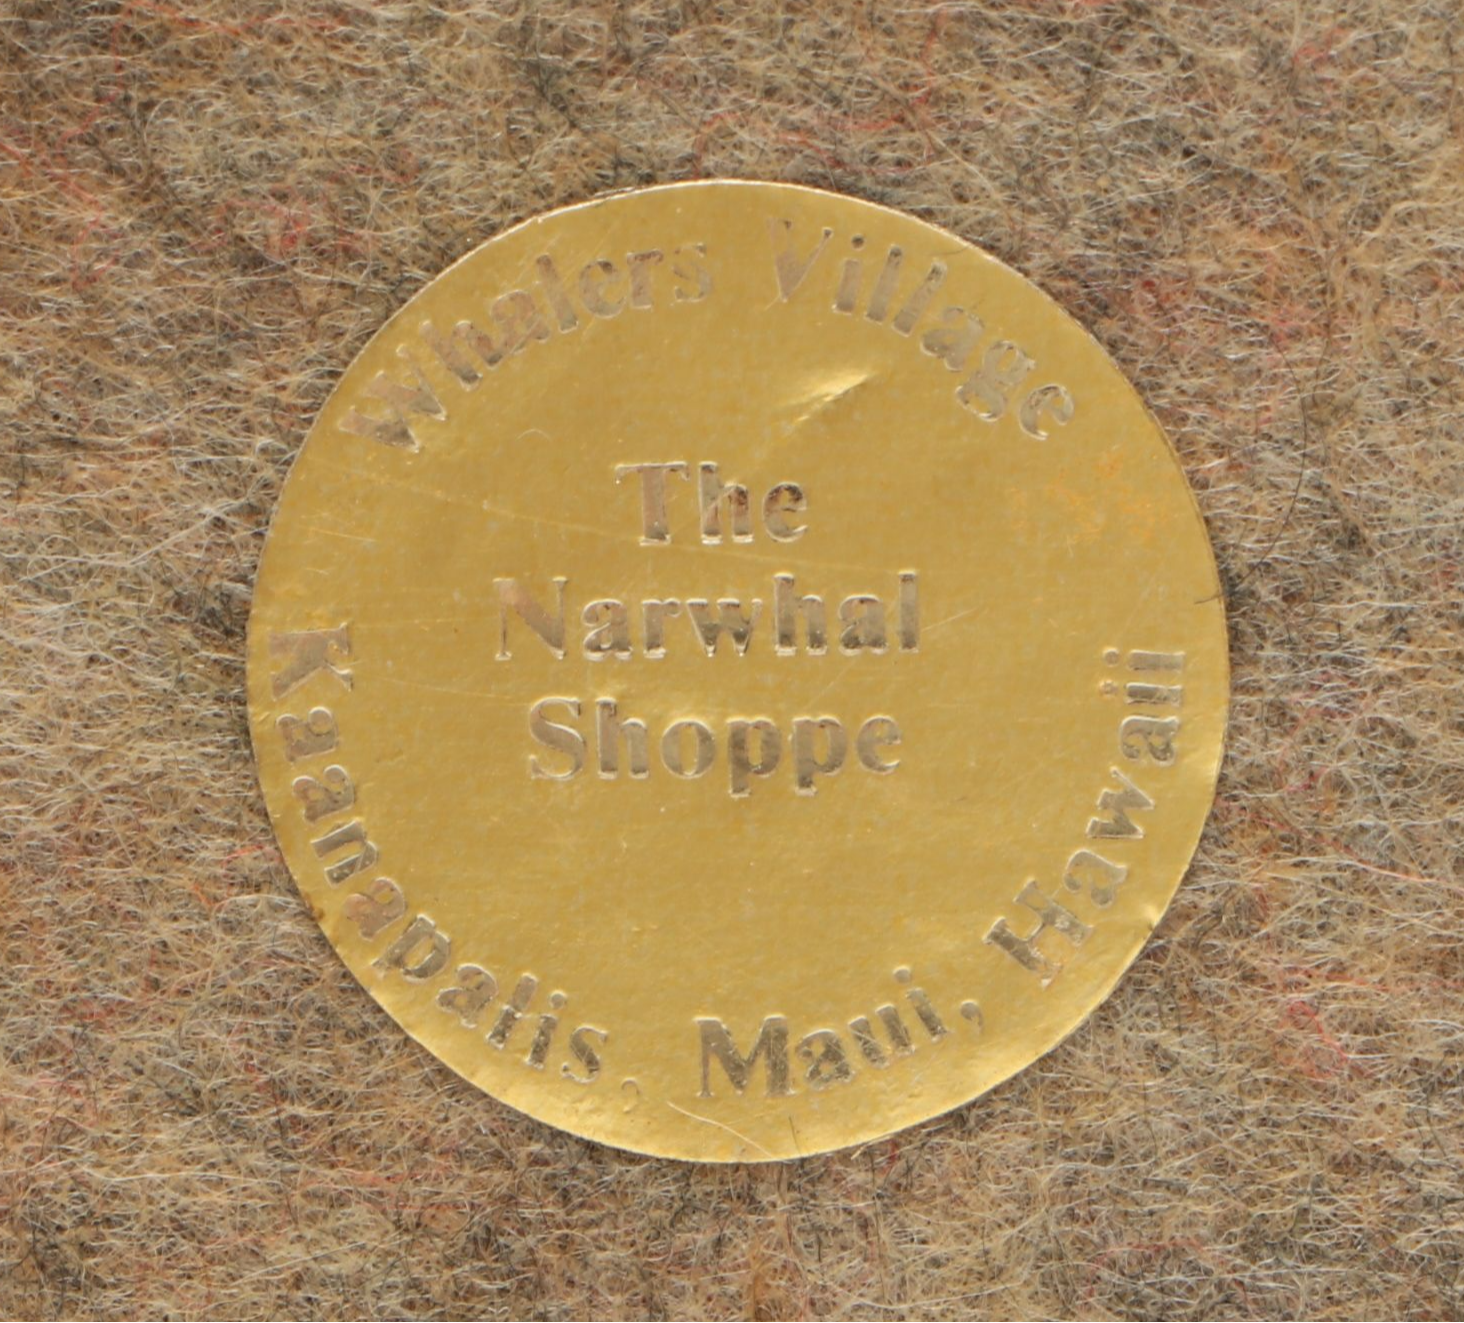 Whalers Village
The
Narwhal
Shoppe
Kaanapalis, Maui, Hawaii